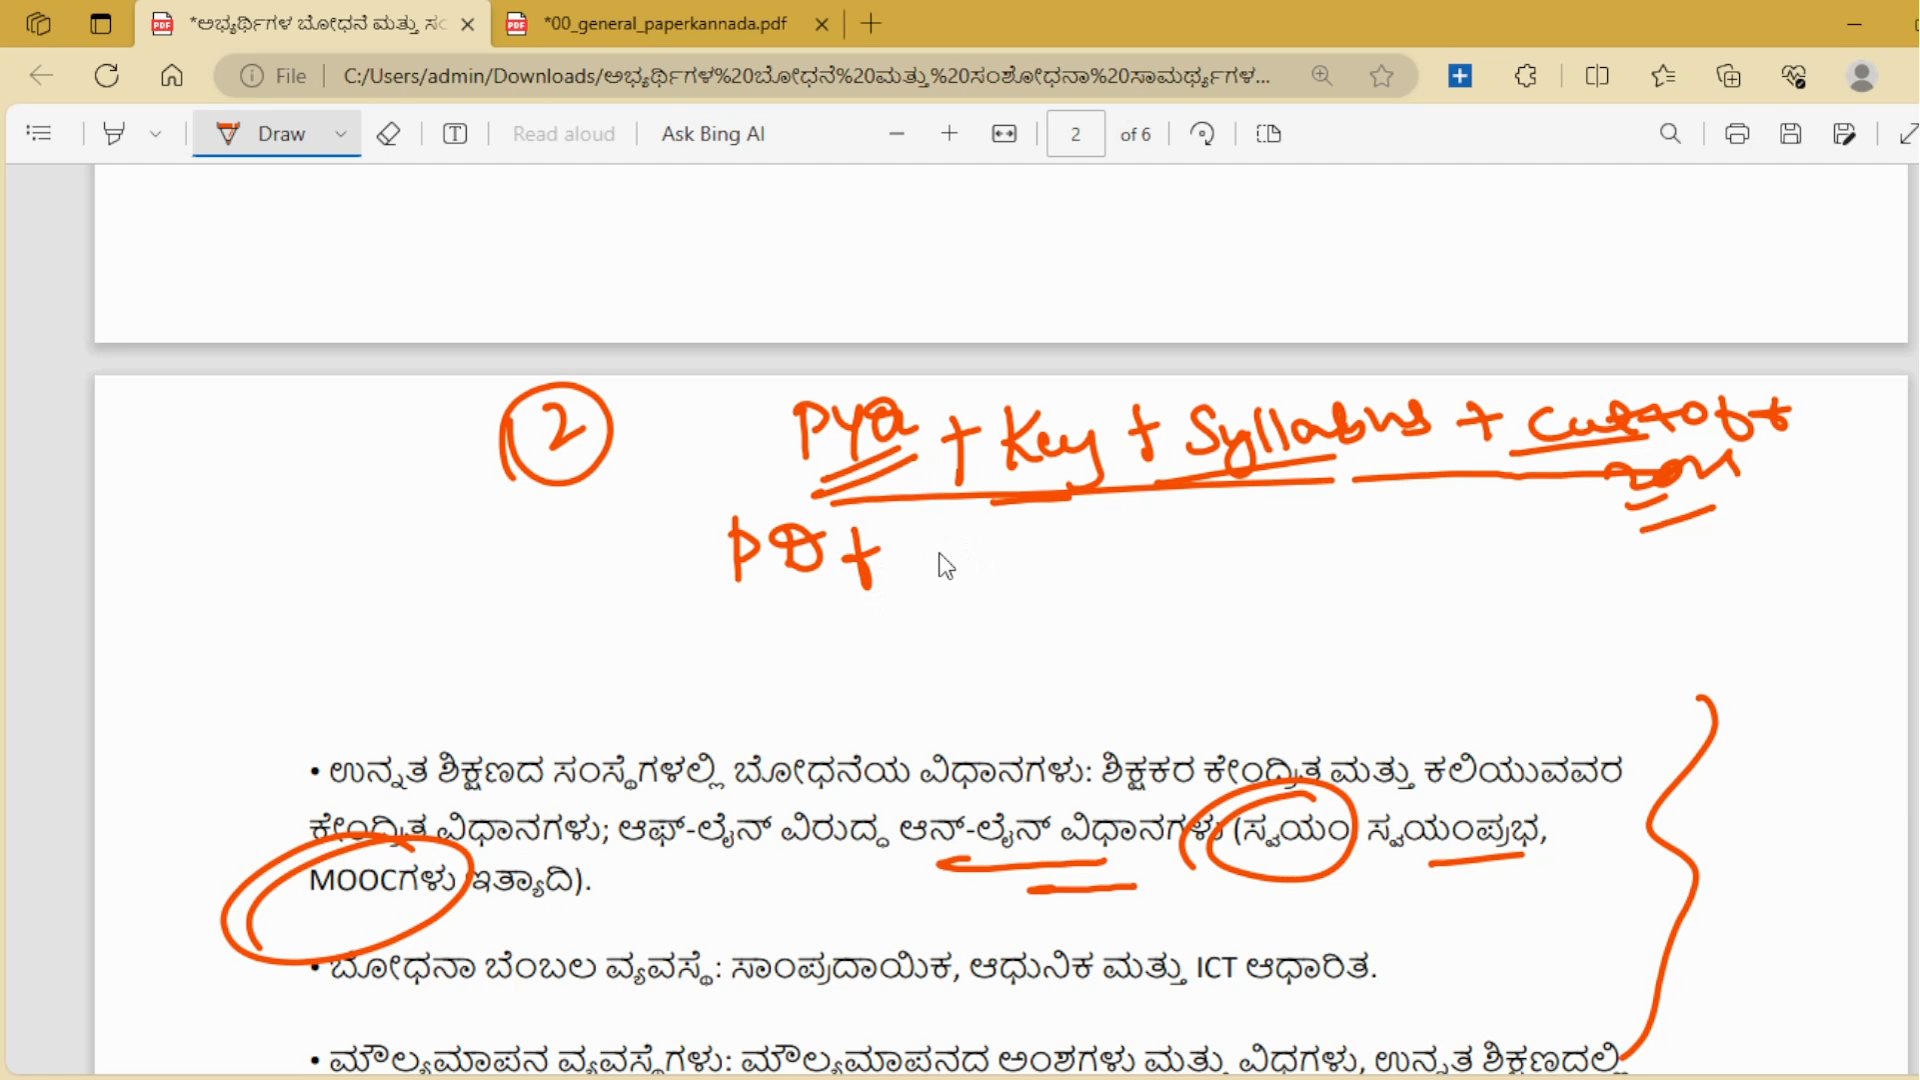 *ಅಭ್ಯರ್ಥಿಗಳ ಬೋಧನೆ ಮತ್ತು ಸಂ
*00_general_paperkannada.pdf
File
C:/Users/admin/Downloads/ಅಭ್ಯರ್ಥಿಗಳ%20ಬೋಧನೆ%20ಮತ್ತು%20ಸಂಶೋಧನಾ%20ಸಾಮರ್ಥ್ಯಗಳ...
Draw
Read aloud
Ask Bing AI
2 of 6
2
PYQ + Key + Syllabus + Cut off
PDF
• ಉನ್ನತ ಶಿಕ್ಷಣದ ಸಂಸ್ಥೆಗಳಲ್ಲಿ ಬೋಧನೆಯ ವಿಧಾನಗಳು: ಶಿಕ್ಷಕರ ಕೇಂದ್ರಿತ ಮತ್ತು ಕಲಿಯುವವರ
ಕೇಂದ್ರಿತ ವಿಧಾನಗಳು; ಆಫ್-ಲೈನ್ ವಿರುದ್ಧ ಆನ್-ಲೈನ್ ವಿಧಾನಗಳು (ಸ್ವಯಂ ಸ್ವಯಂಪ್ರಭ,
MOOCಗಳು ಇತ್ಯಾದಿ).
• ಬೋಧನಾ ಬೆಂಬಲ ವ್ಯವಸ್ಥೆ: ಸಾಂಪ್ರದಾಯಿಕ, ಆಧುನಿಕ ಮತ್ತು ICT ಆಧಾರಿತ.
• ಮೌಲ್ಯಮಾಪನ ವ್ಯವಸ್ಥೆಗಳು: ಮೌಲ್ಯಮಾಪನದ ಅಂಶಗಳು ಮತ್ತು ವಿಧಗಳು, ಉನ್ನತ ಶಿಕ್ಷಣದಲ್ಲಿ